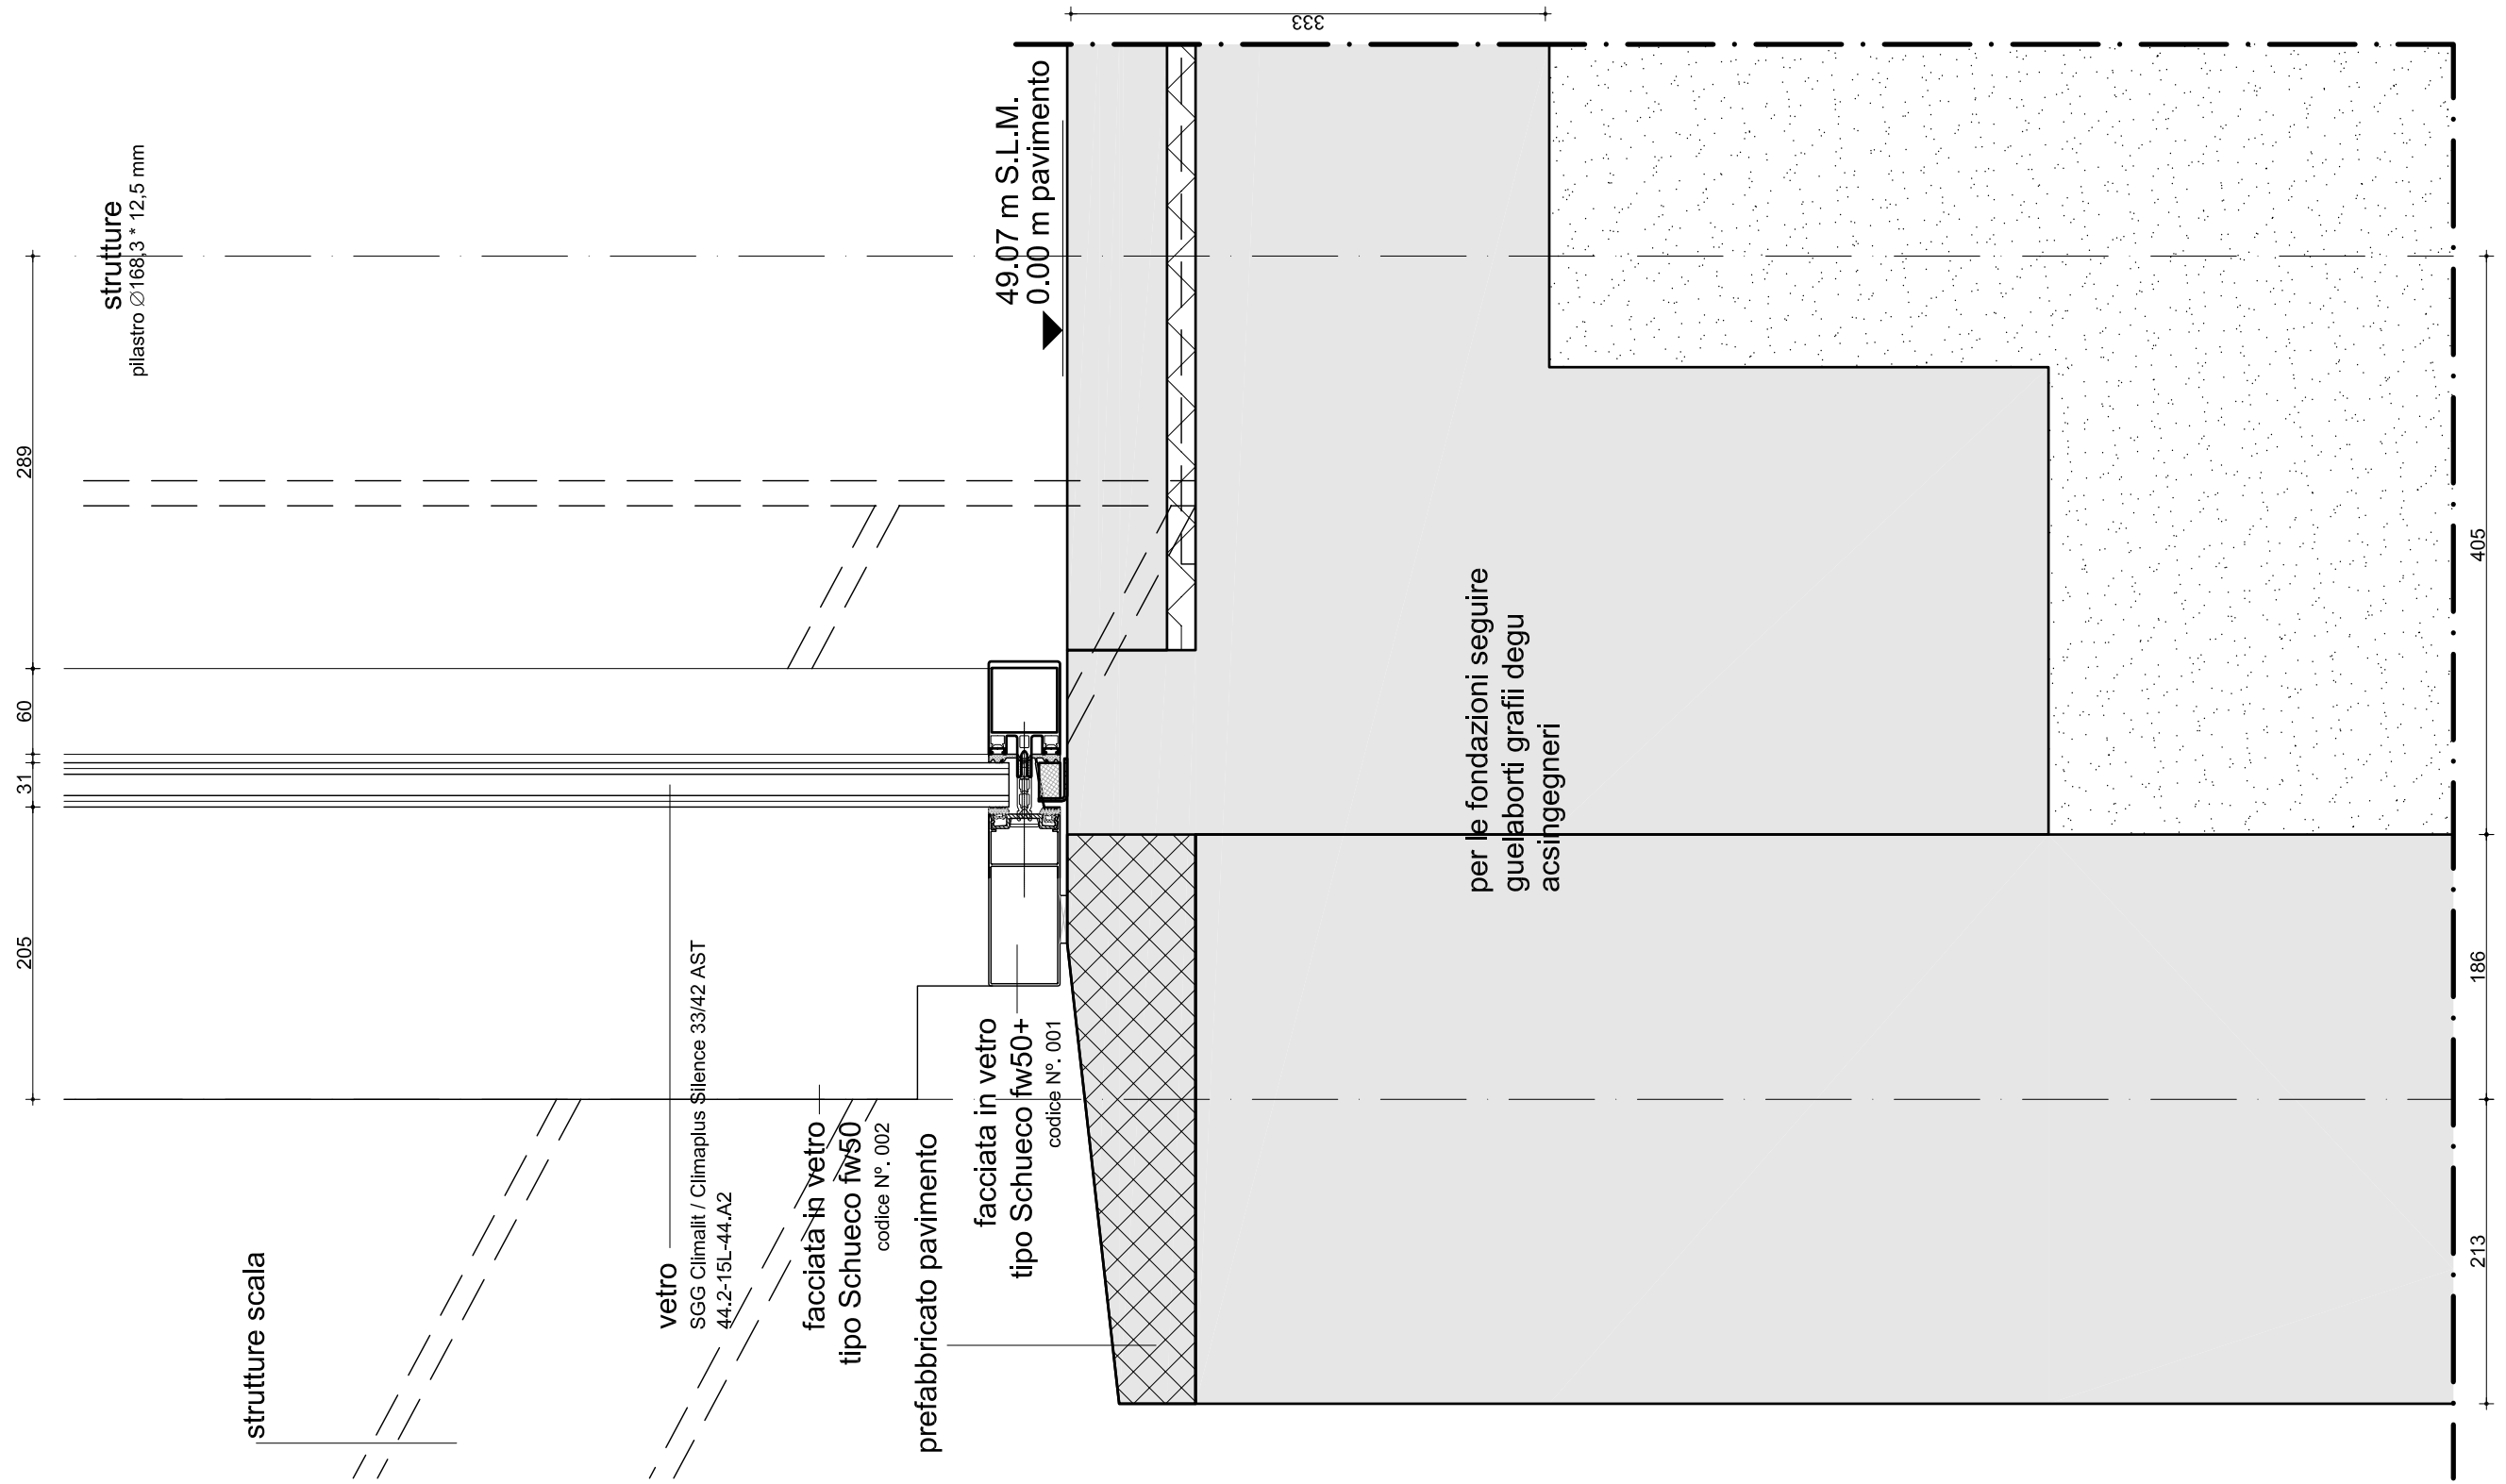 strutture
pilastro ∅168,3 * 12,5 mm
strutture scala
vetro
SGG Climalit / Climaplus Silence 33/42 AST
44.2-15L-44.A2
facciata in vetro
tipo Schueco fw50
codice Nº. 002
prefabbricato pavimento
facciata in vetro
tipo Schueco fw50+
codice Nº. 001
49.07 m S.L.M.
0.00 m pavimento
per le fondazioni seguire
guelaborti grafii degu
acsingegneri
205
31
60
289
333
213
186
405